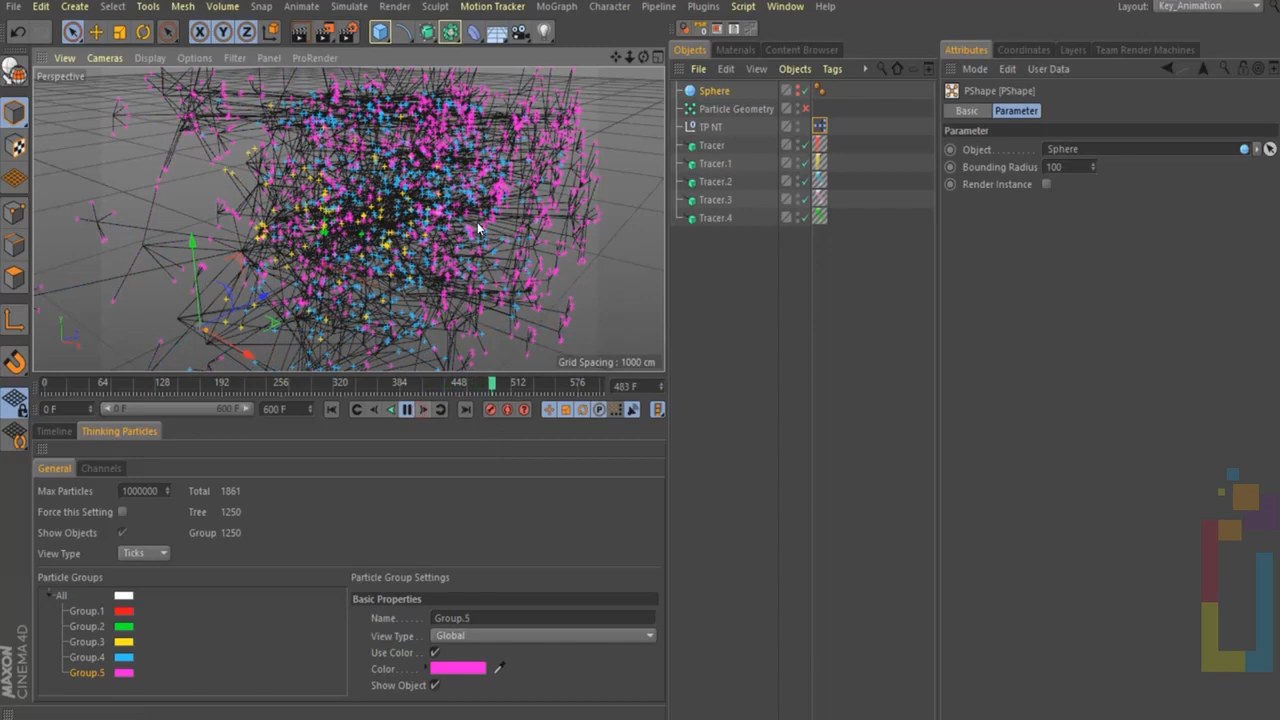 File Edit Create Select Tools Mesh Volume Snap Animate Simulate Render Sculpt Motion Tracker MoGraph Character Pipeline Plugins Script Window Help Layout: Key_Animation
X Y Z
View Cameras Display Options Filter Panel ProRender
Perspective
Grid Spacing : 1000 cm
0 64 128 192 256 320 384 448 512 576 483 F
0 F 0 F 600 F 600 F
Timeline Thinking Particles
General Channels
Max Particles 1000000 Total 1861
Force this Setting Tree 1250
Show Objects Group 1250
View Type Ticks
Particle Groups
All
Group.1
Group.2
Group.3
Group.4
Group.5
Particle Group Settings
Basic Properties
Name Group.5
View Type Global
Use Color
Color
Show Object
Objects Materials Content Browser
File Edit View Objects Tags
Sphere
Particle Geometry
TP NT
Tracer
Tracer.1
Tracer.2
Tracer.3
Tracer.4
Attributes Coordinates Layers Team Render Machines
Mode Edit User Data
PShape [PShape]
Basic Parameter
Parameter
Object Sphere
Bounding Radius 100
Render Instance
MAXON
CINEMA 4D